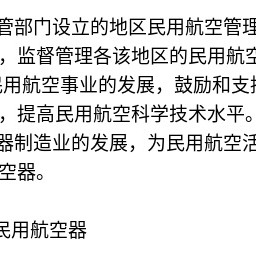 管部门设立的地区民用航空管理
，监督管理各该地区的民用航空
民用航空事业的发展，鼓励和支持
，提高民用航空科学技术水平。
器制造业的发展，为民用航空活
空器。
民用航空器